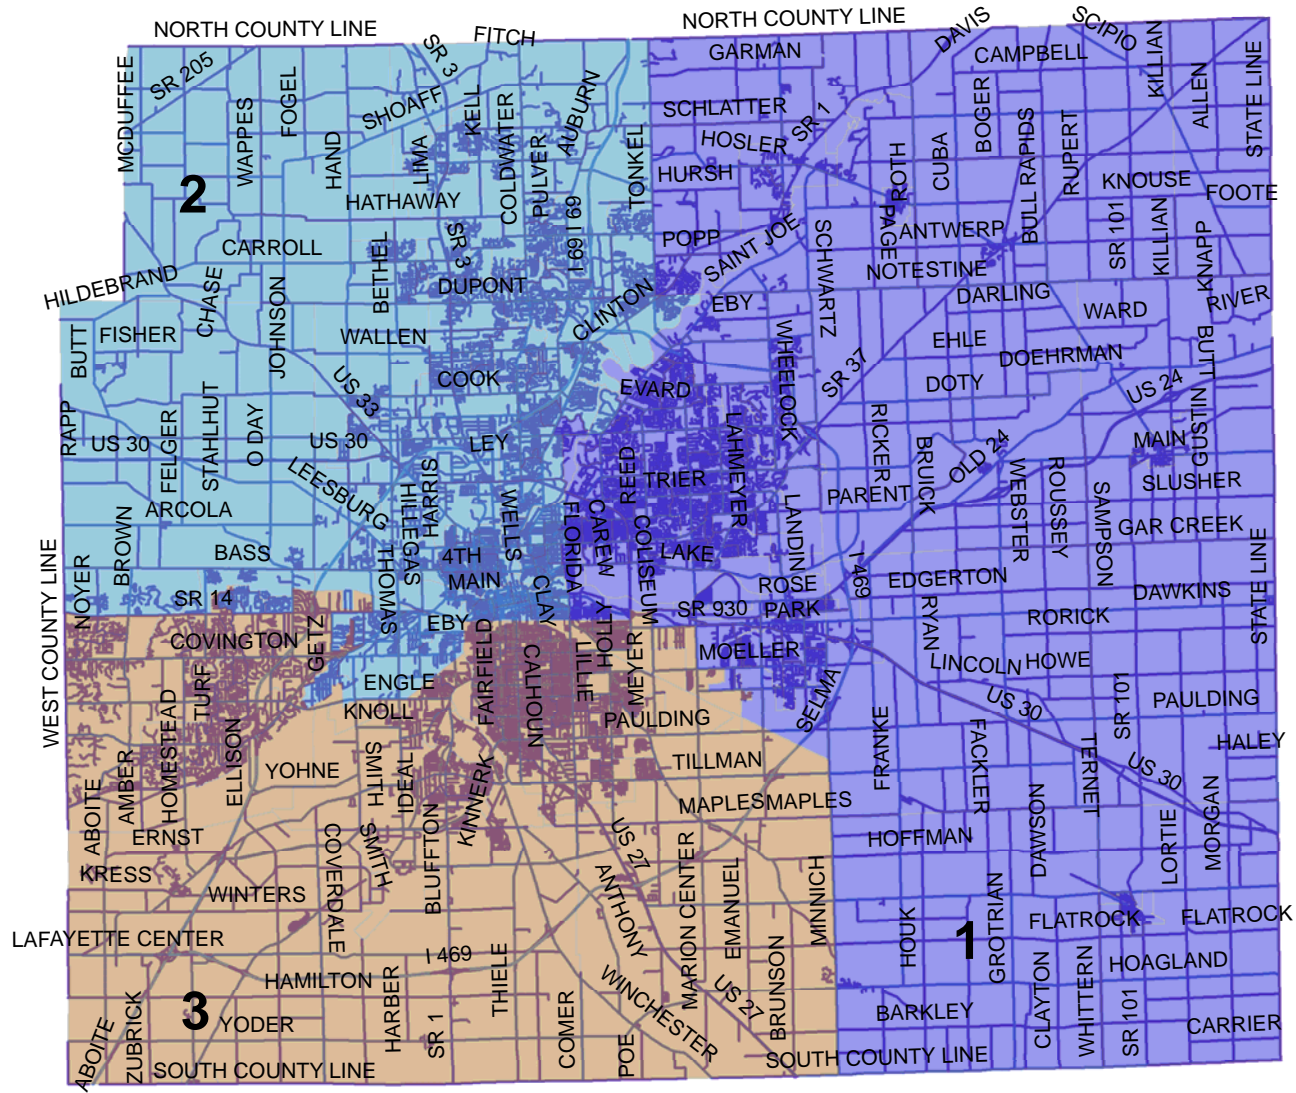 NORTH COUNTY LINE
FITCH
NORTH COUNTY LINE
DAVIS
SCIPIO
KILLIAN
SR 3
GARMAN
CAMPBELL
MCDUFFEE
SR 205
FOGEL
SHOAFF
KELL
AUBURN
BOGER
ALLEN
STATE LINE
WAPPES
COLDWATER
SCHLATTER
SR 1
HAND
LIMA
PULVER
TONKEL
HOSLER
HURSH
ROTH
CUBA
BULL RAPIDS
RUPERT
KNOUSE
FOOTE
2
HATHAWAY
I 69
I 69
SR 3
POPP
SAINT JOE
SCHWARTZ
PAGE
ANTWERP
SR 101
KILLIAN
KNAPP
CARROLL
BETHEL
NOTESTINE
HILDEBRAND
CHASE
JOHNSON
DUPONT
CLINTON
EBY
DARLING
WARD
RIVER
BUTT
FISHER
WALLEN
WHEELOCK
EHLE
DOEHRMAN
BUTT
US 33
COOK
EVARD
SR 37
DOTY
US 24
RAPP
US 30
FELGER
STAHLHUT
O DAY
US 30
LEY
REED
LAHMEYER
RICKER
BRUICK
OLD 24
MAIN
GUSTIN
LEESBURG
HARRIS
HILLEGAS
TRIER
PARENT
WEBSTER
ROUSSEY
SAMPSON
SLUSHER
ARCOLA
WELLS
FLORIDA
CAREW
COLISEUM
LANDIN
GAR CREEK
WEST COUNTY LINE
NOYER
BROWN
BASS
THOMAS
4TH
LAKE
I 469
STATE LINE
MAIN
CLAY
ROSE
EDGERTON
DAWKINS
SR 14
EBY
HOLLY
SR 930
PARK
RYAN
RORICK
COVINGTON
GETZ
FAIRFIELD
CALHOUN
LILLIE
MEYER
MOELLER
LINCOLN
HOWE
TURF
ENGLE
SELMA
US 30
SR 101
PAULDING
HOMESTEAD
ELLISON
KNOLL
PAULDING
FRANKE
FACKLER
TERNET
HALEY
AMBER
YOHNE
SMITH
IDEAL
KINNERK
TILLMAN
US 30
ABOITE
MAPLES
MAPLES
DAWSON
LORTIE
MORGAN
ERNST
COVERDALE
SMITH
BLUFFTON
US 27
HOFFMAN
KRESS
WINTERS
ANTHONY
MARION CENTER
EMANUEL
MINNICH
HOUK
GROTRIAN
FLATROCK
FLATROCK
LAFAYETTE CENTER
I 469
1
HAMILTON
HARBER
THIELE
WINCHESTER
US 27
BRUNSON
CLAYTON
WHITTERN
HOAGLAND
3
YODER
ABOITE
ZUBRICK
SR 1
COMER
POE
BARKLEY
SR 101
CARRIER
SOUTH COUNTY LINE
SOUTH COUNTY LINE